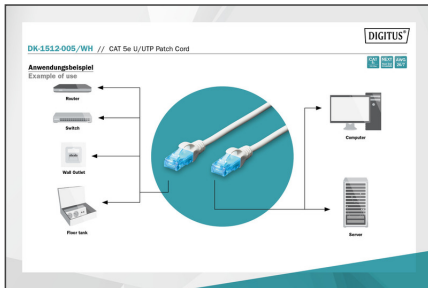 DIGITUS®
DK-1512-005/WH // CAT 5e U/UTP Patch Cord
Anwendungsbeispiel
Example of use
Router
Switch
Wall Outlet
Floor tank
Computer
Server